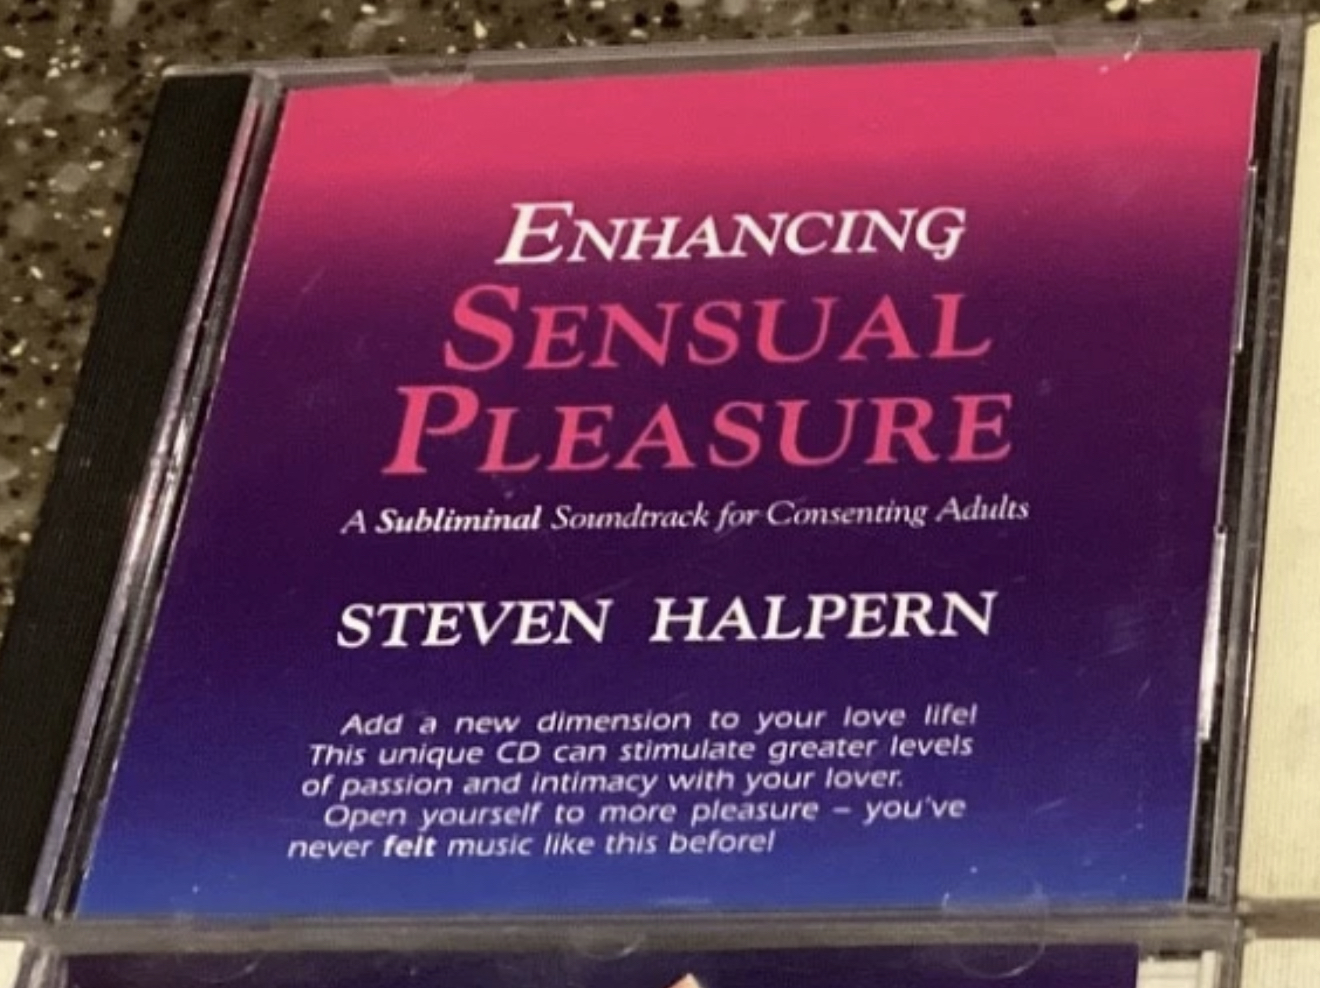 ENHANCING
SENSUAL
PLEASURE
A Subliminal Soundtrack for Consenting Adults
STEVEN HALPERN
Add a new dimension to your love life!
This unique CD can stimulate greater levels
of passion and intimacy with your lover.
Open yourself to more pleasure – you've
never felt music like this before!